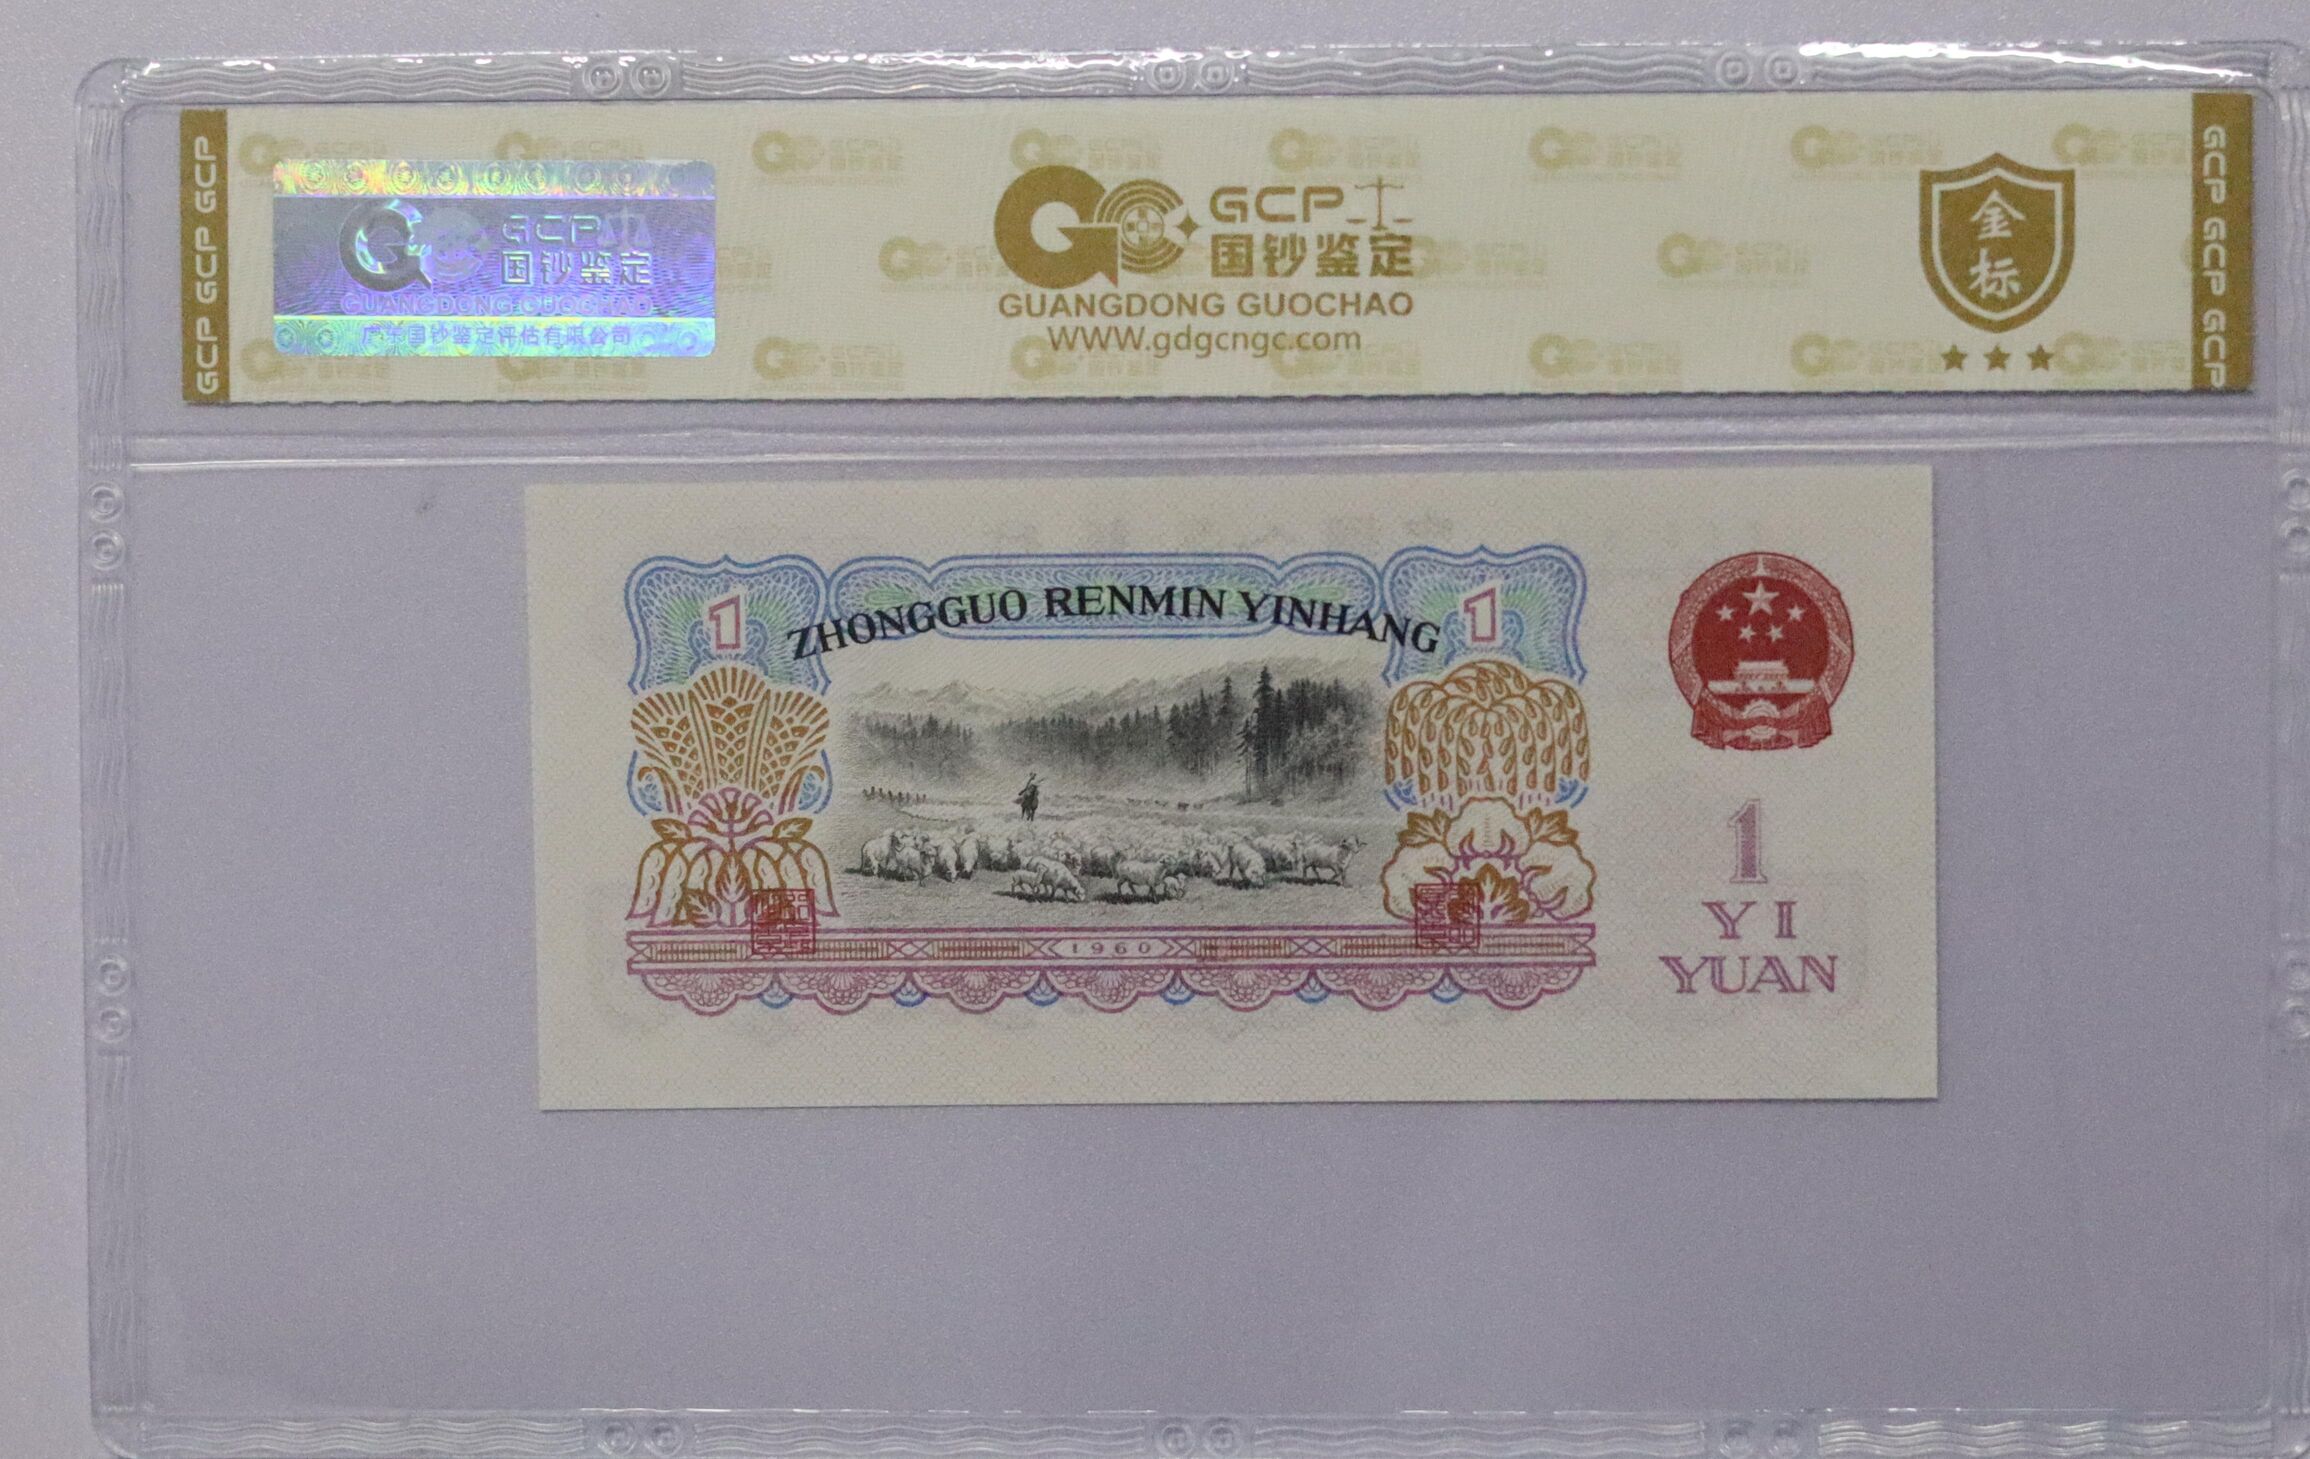 GCP GCP GCP
GCP
国钞鉴定
GUANGDONG GUOCHAO
广东国钞鉴定评估有限公司
GCP
国钞鉴定
GUANGDONG GUOCHAO
WWW.gdgcngc.com
金标
GCP GCP GCP
ZHONGGUO RENMIN YINHANG
1
1
1960
1
YI
YUAN